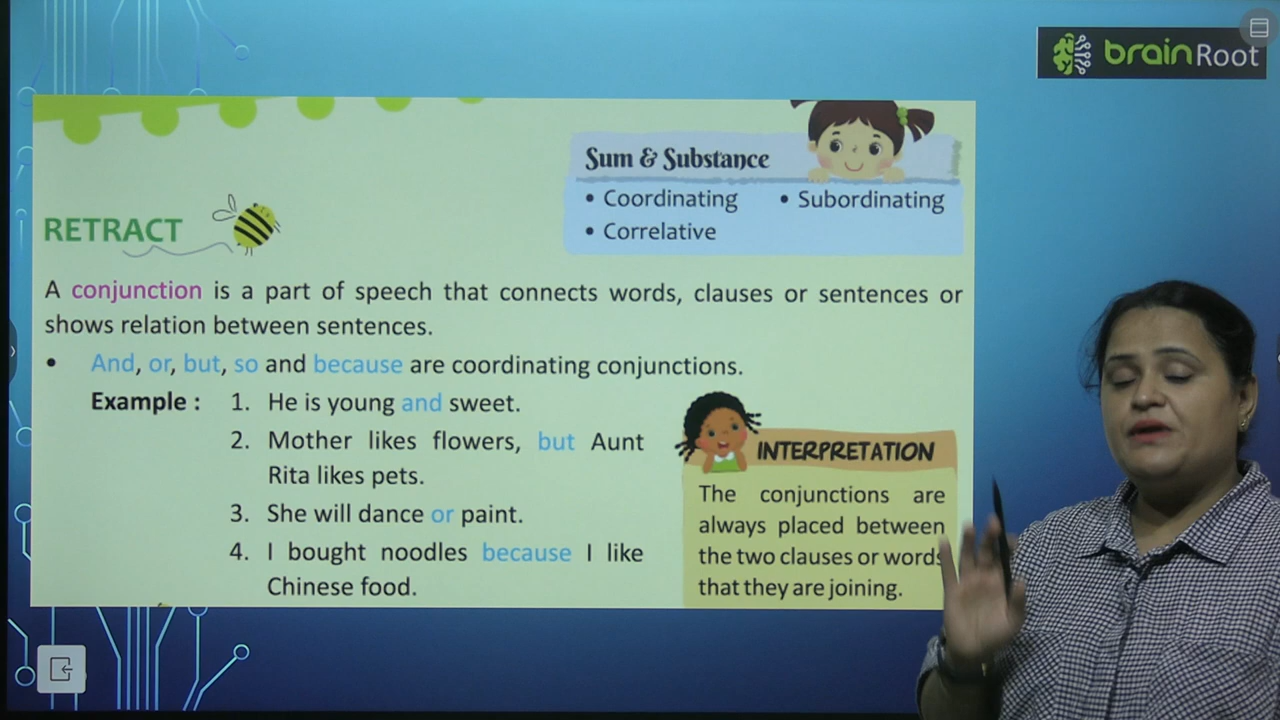 brainRoot
Sum & Substance
• Coordinating • Subordinating
• Correlative
RETRACT
A conjunction is a part of speech that connects words, clauses or sentences or
shows relation between sentences.
• And, or, but, so and because are coordinating conjunctions.
Example : 1. He is young and sweet.
2. Mother likes flowers, but Aunt
Rita likes pets.
3. She will dance or paint.
4. I bought noodles because I like
Chinese food.
INTERPRETATION
The conjunctions are
always placed between
the two clauses or words
that they are joining.